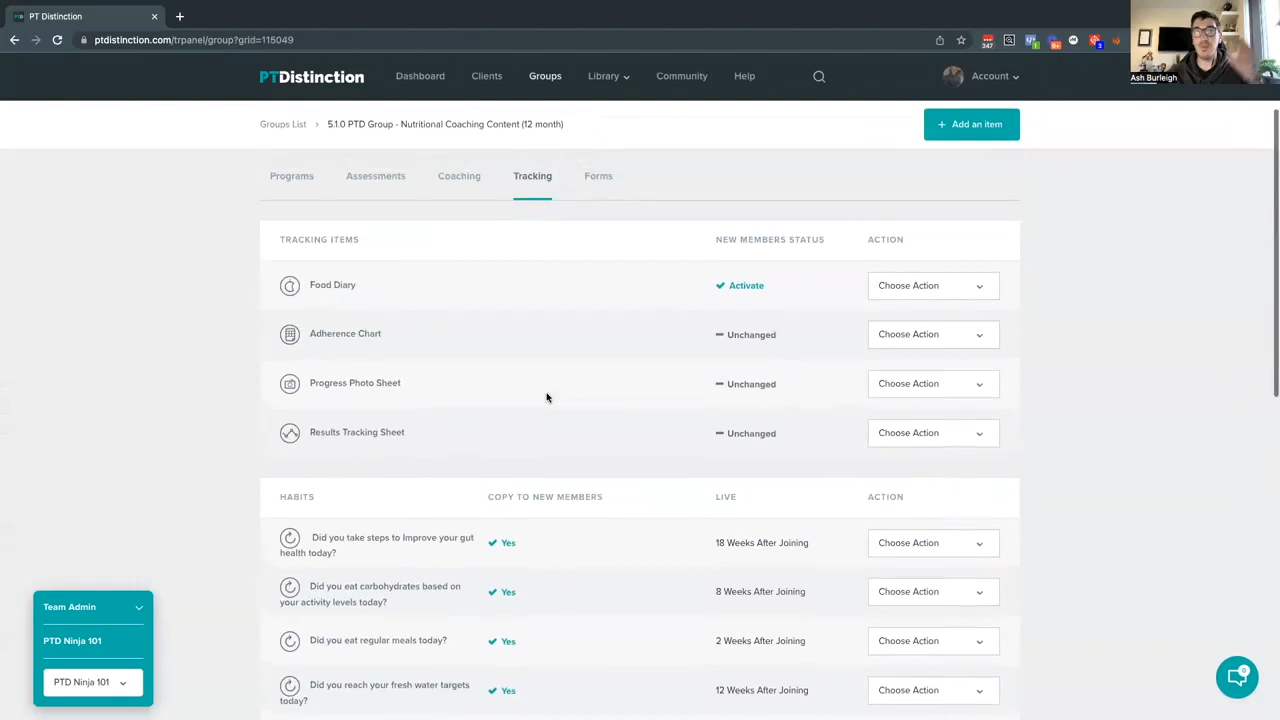 PT Distinction
ptdistinction.com/trpanel/group?grid=115049
347
1
9+
3
Ash Burleigh
PTDistinction
Dashboard
Clients
Groups
Library
Community
Help
Account
Groups List > 5.1.0 PTD Group - Nutritional Coaching Content (12 month)
+ Add an item
Programs
Assessments
Coaching
Tracking
Forms
TRACKING ITEMS
NEW MEMBERS STATUS
ACTION
Food Diary
Activate
Choose Action
Adherence Chart
Unchanged
Choose Action
Progress Photo Sheet
Unchanged
Choose Action
Results Tracking Sheet
Unchanged
Choose Action
HABITS
COPY TO NEW MEMBERS
LIVE
ACTION
Did you take steps to Improve your gut
health today?
Yes
18 Weeks After Joining
Choose Action
Did you eat carbohydrates based on
your activity levels today?
Yes
8 Weeks After Joining
Choose Action
Did you eat regular meals today?
Yes
2 Weeks After Joining
Choose Action
Did you reach your fresh water targets
today?
Yes
12 Weeks After Joining
Choose Action
Team Admin
PTD Ninja 101
PTD Ninja 101
0